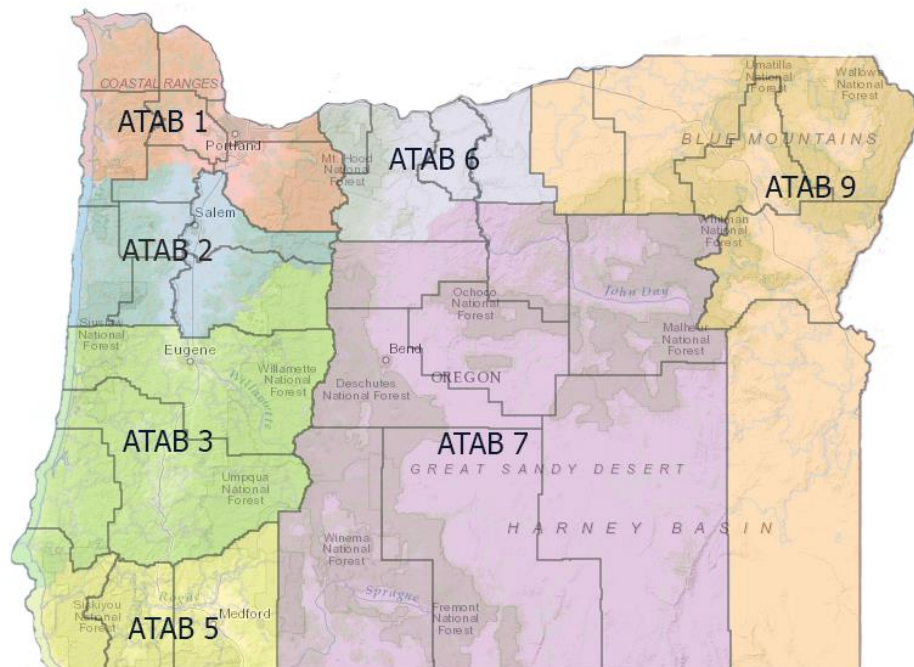 COASTAL RANGES
ATAB 1
Portland
Mt. Hood
National
Forest
ATAB 6
Umatilla
National
Forest
Wallowa
National
Forest
BLUE MOUNTAINS
ATAB 9
Salem
ATAB 2
Whitman
National
Forest
Ochoco
National
Forest
John Day
Malheur
National
Forest
Siuslaw
National
Forest
Eugene
Willamette
Willamette
National
Forest
Bend
OREGON
Deschutes
National Forest
ATAB 3
ATAB 7
GREAT SANDY DESERT
Umpqua
National
Forest
HARNEY BASIN
Winema
National
Forest
Sprague
Fremont
National
Forest
Siskiyou
National
Forest
Rogue
Medford
ATAB 5